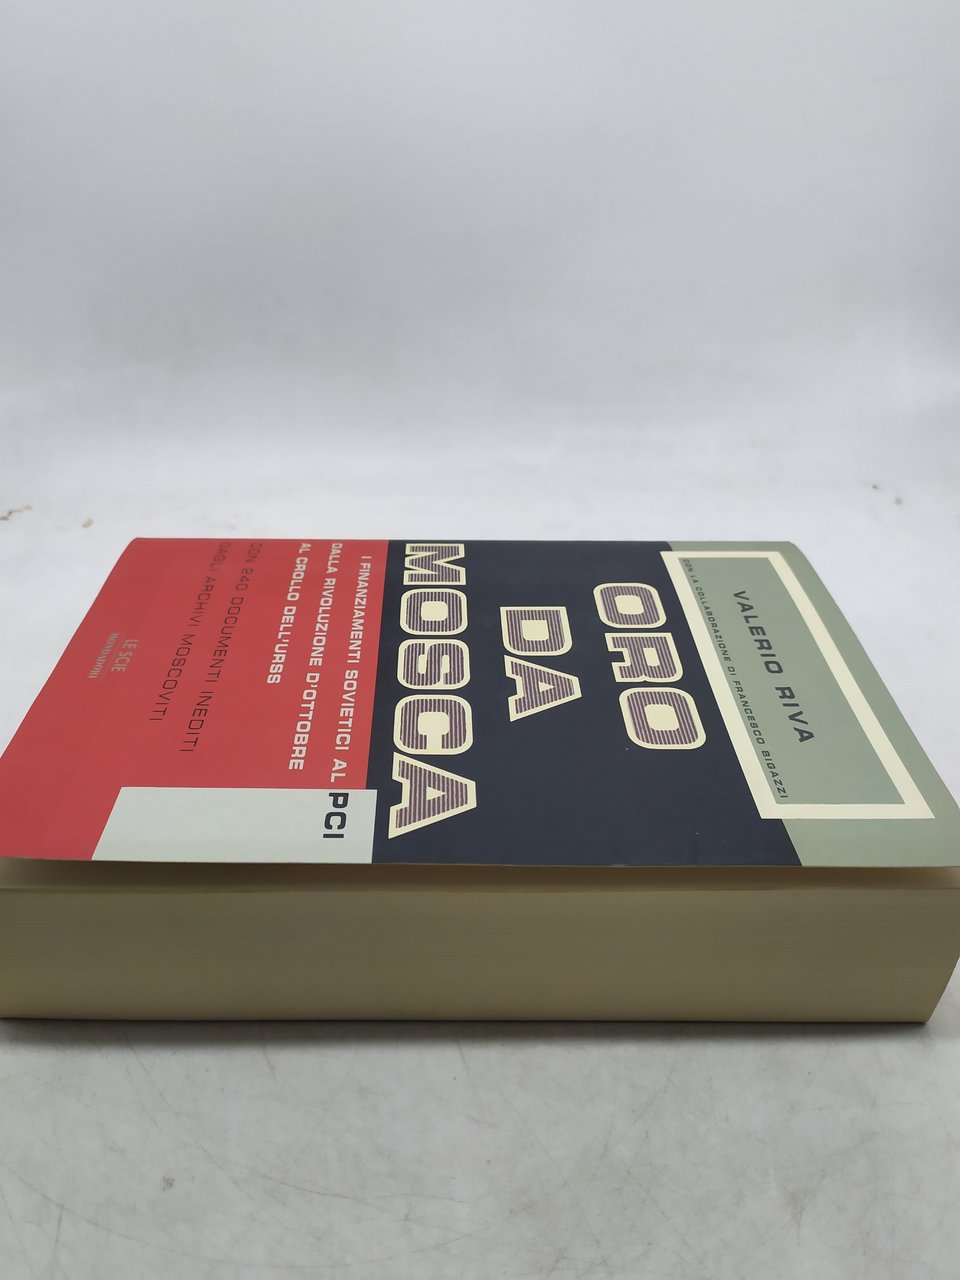 VALERIO RIVA
CON LA COLLABORAZIONE DI FRANCESCO BIGAZZI
ORO
DA
MOSCA
I FINANZIAMENTI SOVIETICI AL PCI
DALLA RIVOLUZIONE D'OTTOBRE
AL CROLLO DELL'URSS
CON 240 DOCUMENTI INEDITI
DAGLI ARCHIVI MOSCOVITI
LE SCIE
MONDADORI